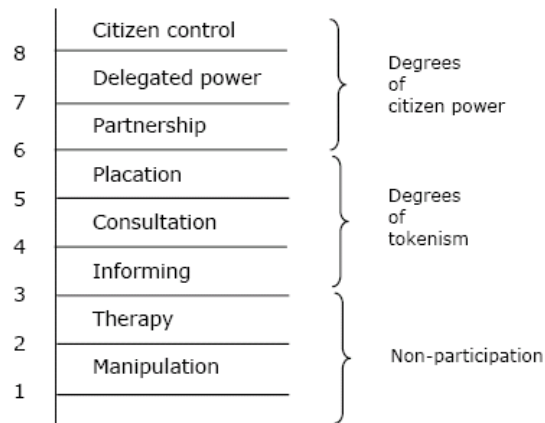 Citizen control
8
Delegated power
7
Partnership
6
Placation
5
Consultation
4
Informing
3
Therapy
2
Manipulation
1
Degrees
of
citizen power
Degrees
of
tokenism
Non-participation